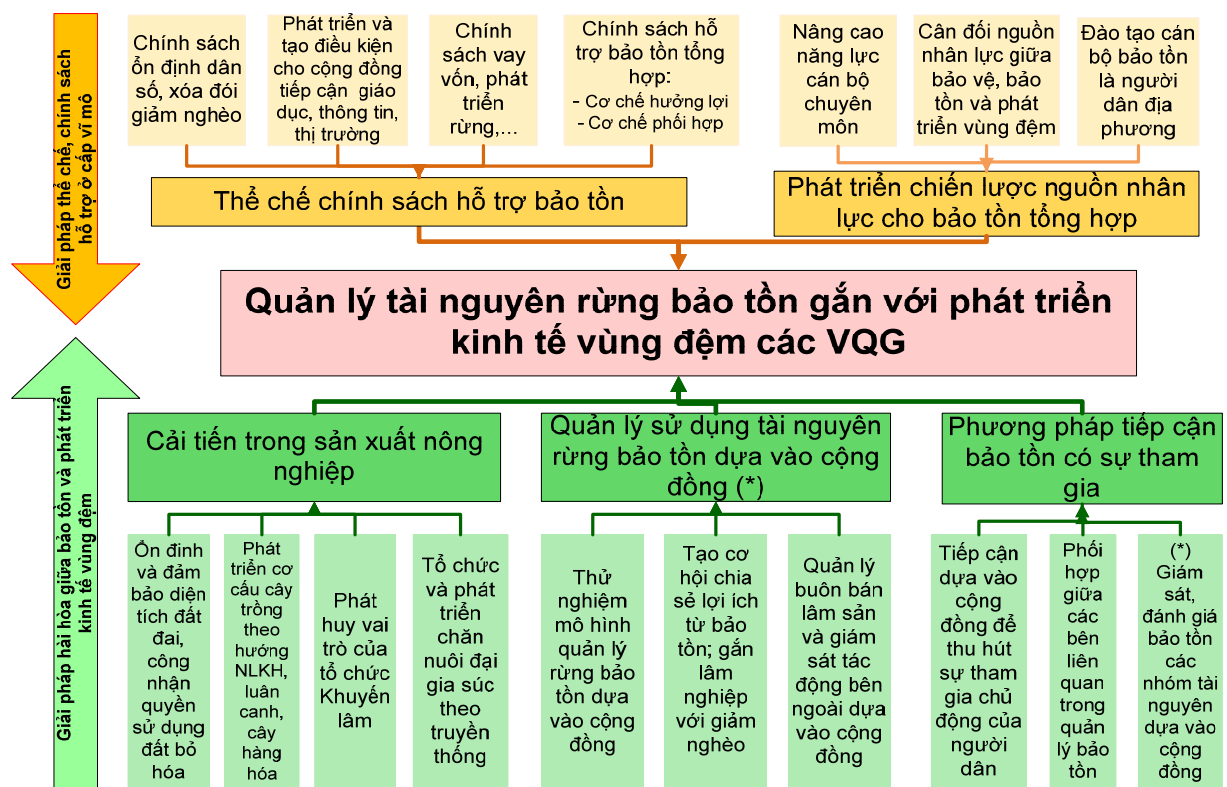 Giải pháp thể chế, chính sách
hỗ trợ ở cấp vĩ mô
Chính sách
ổn định dân
số, xóa đói
giảm nghèo
Phát triển và
tạo điều kiện
cho cộng đồng
tiếp cận giáo
dục, thông tin,
thị trường
Chính
sách vay
vốn, phát
triển
rừng,...
Chính sách hỗ
trợ bảo tồn tổng
hợp:
- Cơ chế hưởng lợi
- Cơ chế phối hợp
Nâng cao
năng lực
cán bộ
chuyên
môn
Cân đối nguồn
nhân lực giữa
bảo vệ, bảo
tồn và phát
triển vùng đệm
Đào tạo cán
bộ bảo tồn
là người
dân địa
phương
Thể chế chính sách hỗ trợ bảo tồn
Phát triển chiến lược nguồn nhân
lực cho bảo tồn tổng hợp
Quản lý tài nguyên rừng bảo tồn gắn với phát triển
kinh tế vùng đệm các VQG
Giải pháp hài hòa giữa bảo tồn và phát triển
kinh tế vùng đệm
Cải tiến trong sản xuất nông
nghiệp
Quản lý sử dụng tài nguyên
rừng bảo tồn dựa vào cộng
đồng (*)
Phương pháp tiếp cận
bảo tồn có sự tham
gia
Ổn đinh
và đảm
bảo diện
tích đất
đai,
công
nhận
quyền
sử dụng
đất bỏ
hóa
Phát
triển cơ
cấu cây
trồng
theo
hướng
NLKH,
luân
canh,
cây
hàng
hóa
Phát
huy vai
trò của
tổ chức
Khuyến
lâm
Tổ chức
và phát
triển
chăn
nuôi đại
gia súc
theo
truyền
thống
Thử
nghiệm
mô hình
quản lý
rừng bảo
tồn dựa
vào cộng
đồng
Tạo cơ
hội chia
sẻ lợi ích
từ bảo
tồn; gắn
lâm
nghiệp
với giảm
nghèo
Quản lý
buôn bán
lâm sản
và giám
sát tác
động bên
ngoài dựa
vào cộng
đồng
Tiếp cận
dựa vào
cộng
đồng để
thu hút
sự tham
gia chủ
động của
người
dân
Phối
hợp
giữa
các
bên
liên
quan
trong
quản
lý bảo
tồn
(*)
Giám
sát,
đánh giá
bảo tồn
các
nhóm tài
nguyên
dựa vào
cộng
đồng